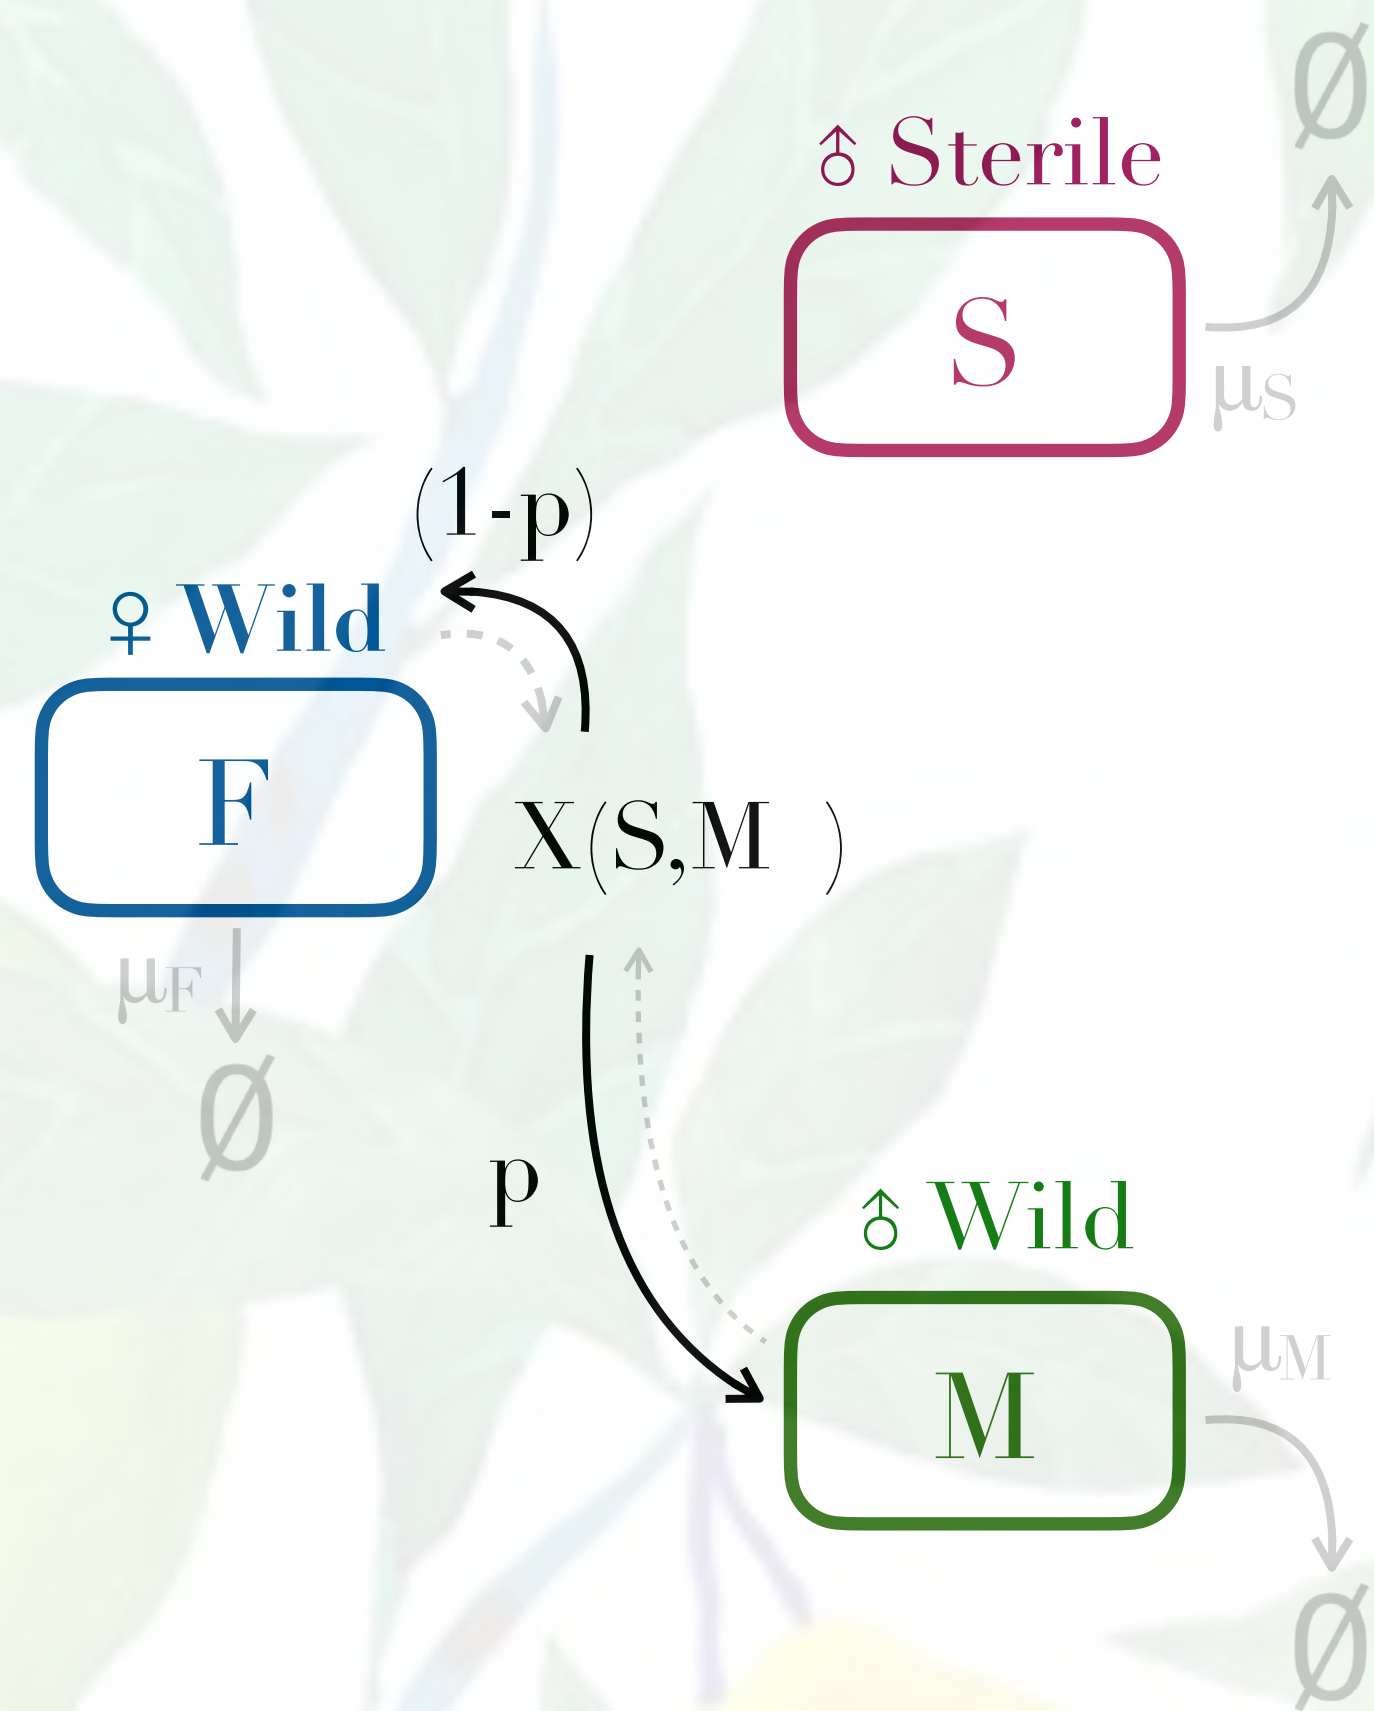 Ø
♂ Sterile
S
μS
(1-p)
♀ Wild
F
X(S,M )
μF
Ø
p
♂ Wild
M
μM
Ø